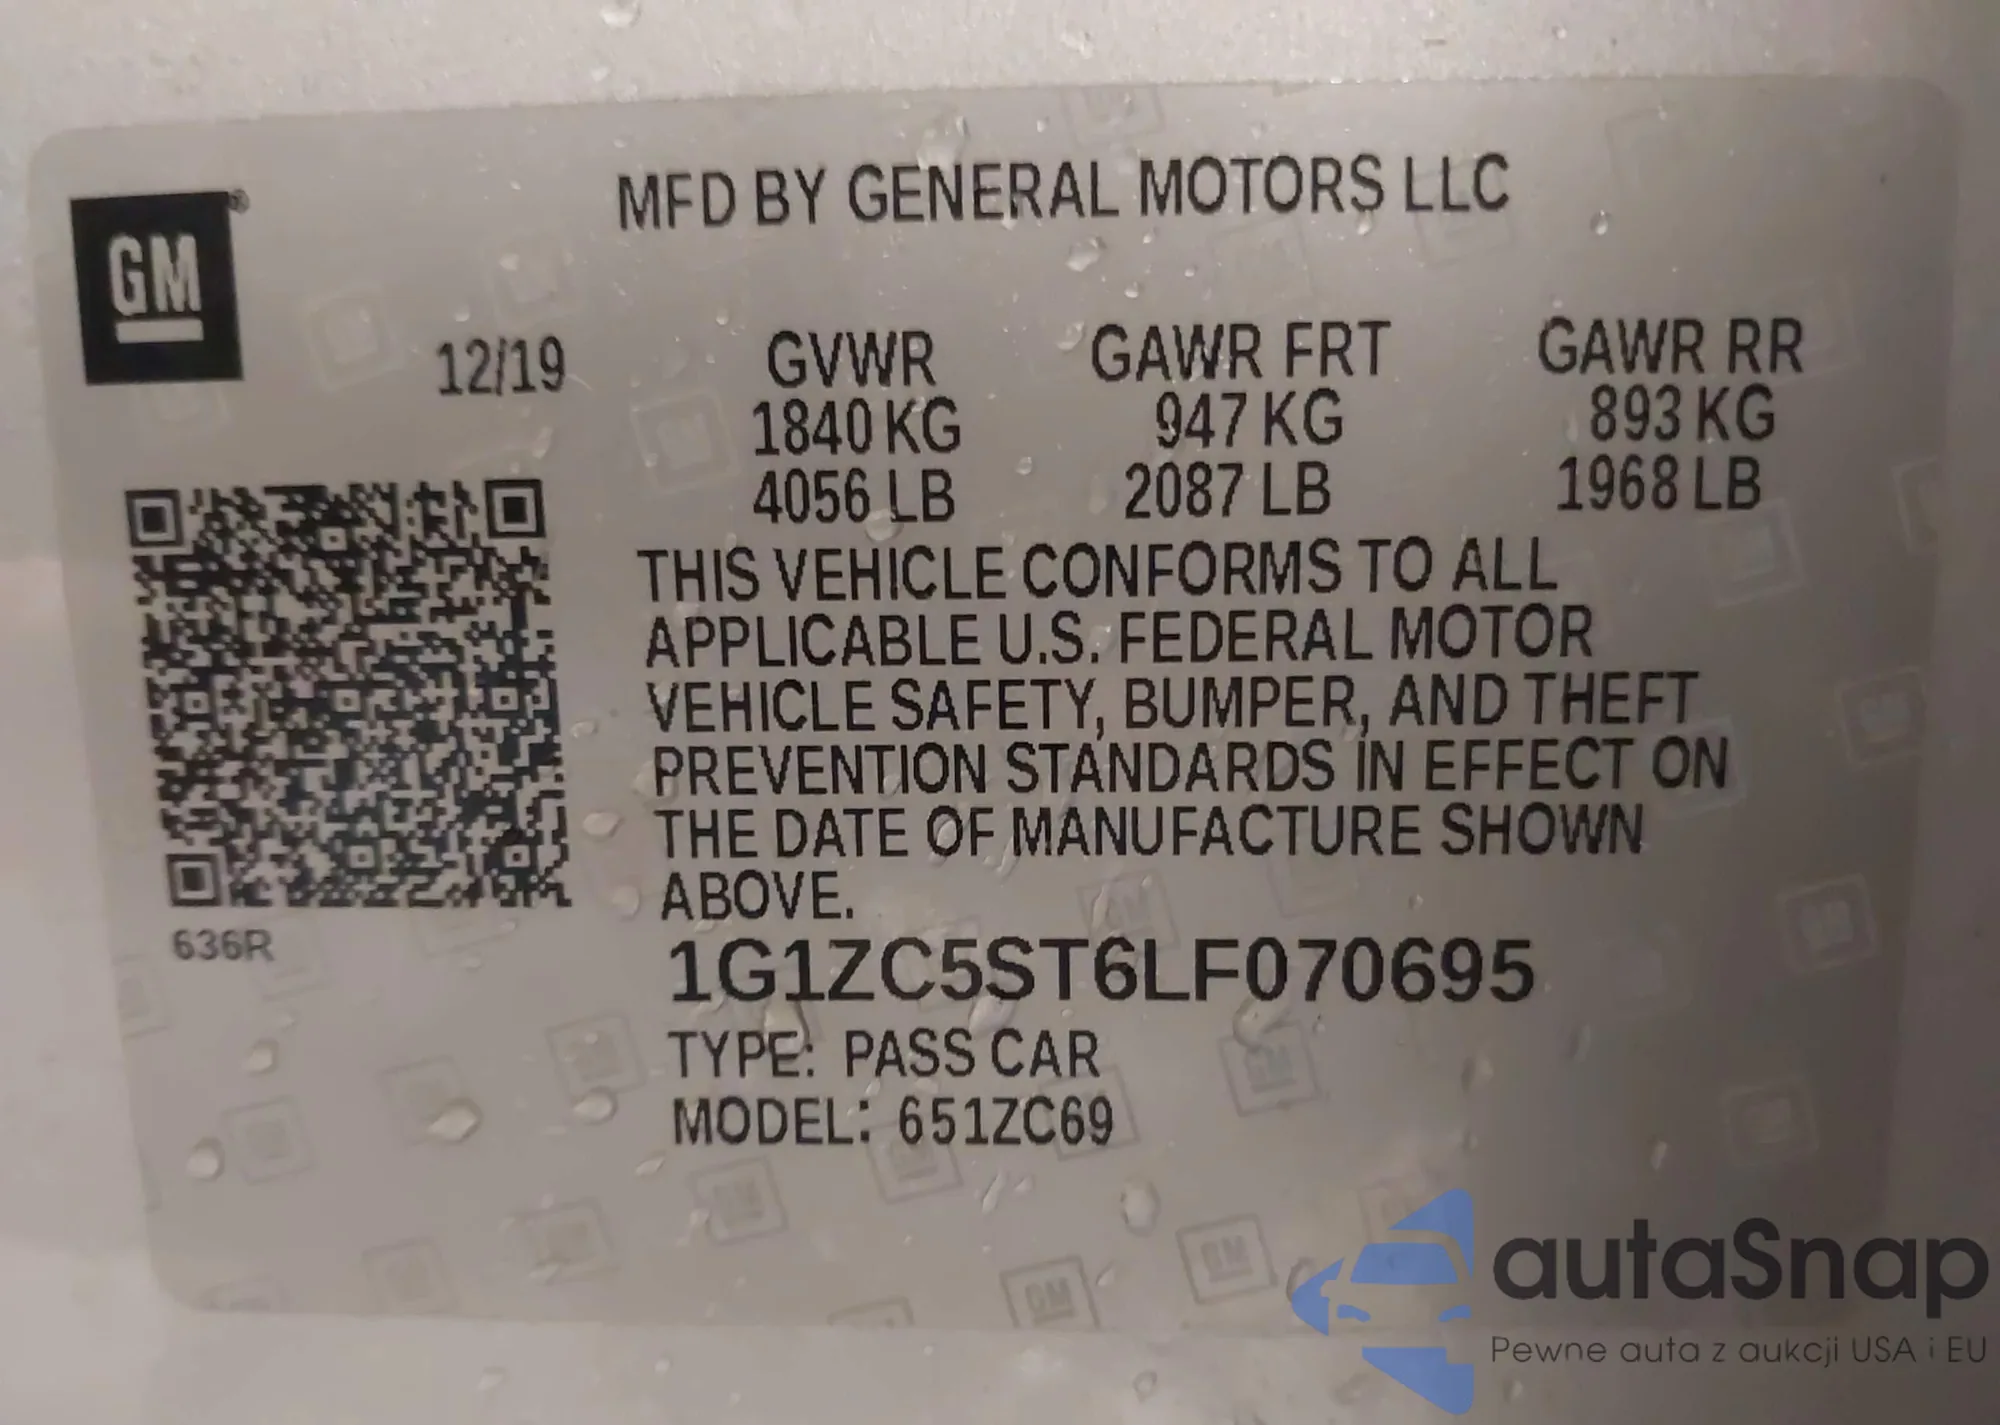 MFD BY GENERAL MOTORS LLC
GM
®
12/19
GVWR GAWR FRT GAWR RR
1840 KG 947 KG 893 KG
4056 LB 2087 LB 1968 LB
THIS VEHICLE CONFORMS TO ALL
APPLICABLE U.S. FEDERAL MOTOR
VEHICLE SAFETY, BUMPER, AND THEFT
PREVENTION STANDARDS IN EFFECT ON
THE DATE OF MANUFACTURE SHOWN
ABOVE.
636R
1G1ZC5ST6LF070695
TYPE: PASS CAR
MODEL: 651ZC69
autaSnap
Pewne auta z aukcji USA i EU